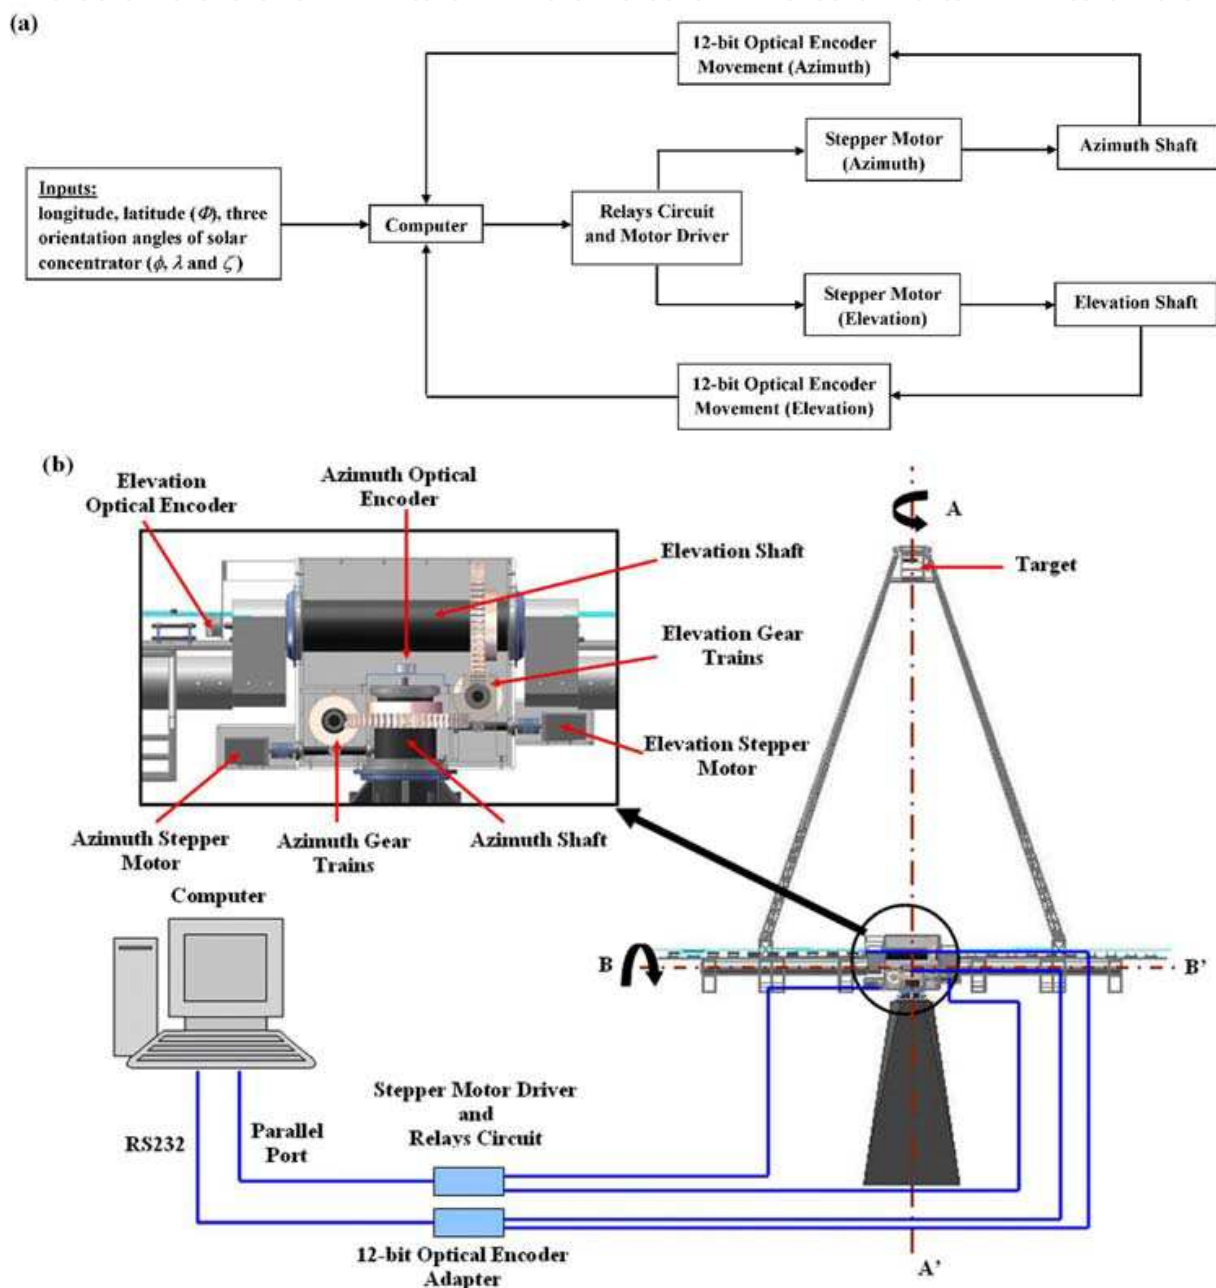 (a)
12-bit Optical Encoder
Movement (Azimuth)
Stepper Motor
(Azimuth)
Azimuth Shaft
Inputs:
longitude, latitude (Φ), three
orientation angles of solar
concentrator (ϕ, λ and ζ)
Computer
Relays Circuit
and Motor Driver
Stepper Motor
(Elevation)
Elevation Shaft
12-bit Optical Encoder
Movement (Elevation)
(b)
Elevation
Optical Encoder
Azimuth Optical
Encoder
Elevation Shaft
Elevation Gear
Trains
Elevation Stepper
Motor
Azimuth Stepper
Motor
Azimuth Gear
Trains
Azimuth Shaft
A
Target
B
B'
Computer
RS232
Parallel
Port
Stepper Motor Driver
and
Relays Circuit
12-bit Optical Encoder
Adapter
A'